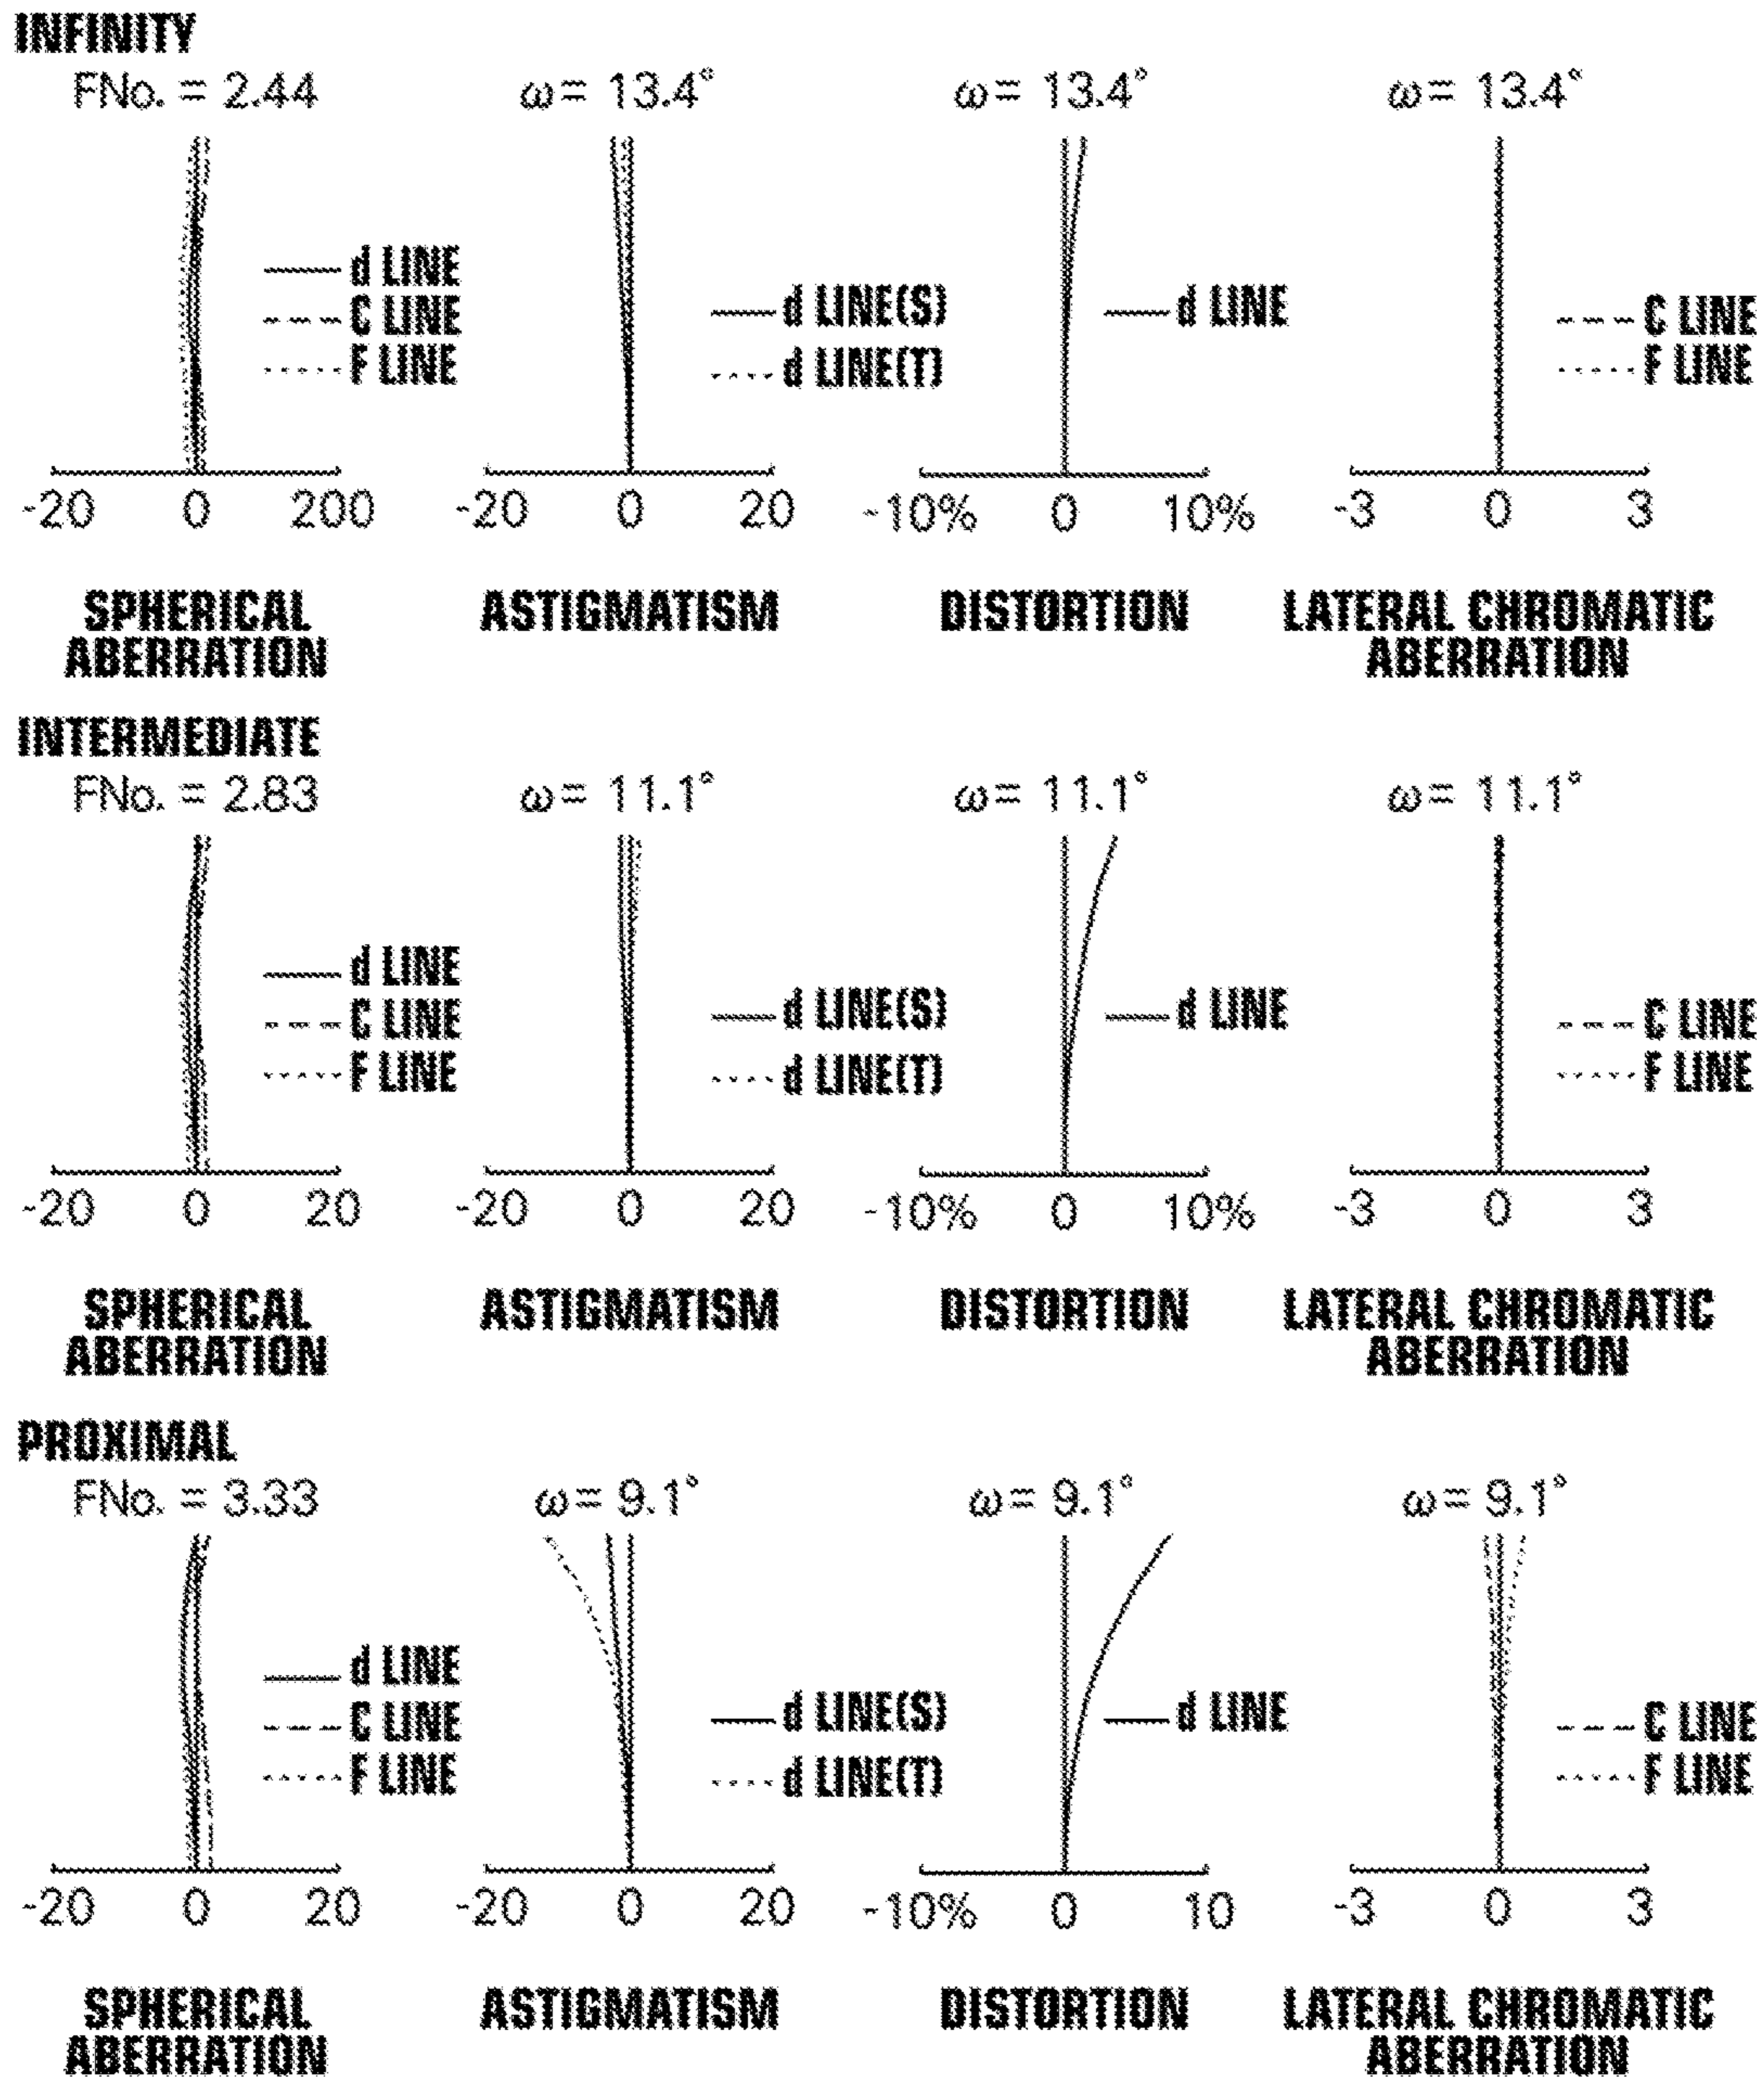 INFINITY
FNo. = 2.44
ω = 13.4°
ω = 13.4°
ω = 13.4°
d LINE
C LINE
F LINE
d LINE(S)
d LINE(T)
d LINE
C LINE
F LINE
-20 0 200
-20 0 20
-10% 0 10%
-3 0 3
SPHERICAL
ABERRATION
ASTIGMATISM
DISTORTION
LATERAL CHROMATIC
ABERRATION
INTERMEDIATE
FNo. = 2.83
ω = 11.1°
ω = 11.1°
ω = 11.1°
d LINE
C LINE
F LINE
d LINE(S)
d LINE(T)
d LINE
C LINE
F LINE
-20 0 20
-20 0 20
-10% 0 10%
-3 0 3
SPHERICAL
ABERRATION
ASTIGMATISM
DISTORTION
LATERAL CHROMATIC
ABERRATION
PROXIMAL
FNo. = 3.33
ω = 9.1°
ω = 9.1°
ω = 9.1°
d LINE
C LINE
F LINE
d LINE(S)
d LINE(T)
d LINE
C LINE
F LINE
-20 0 20
-20 0 20
-10% 0 10
-3 0 3
SPHERICAL
ABERRATION
ASTIGMATISM
DISTORTION
LATERAL CHROMATIC
ABERRATION